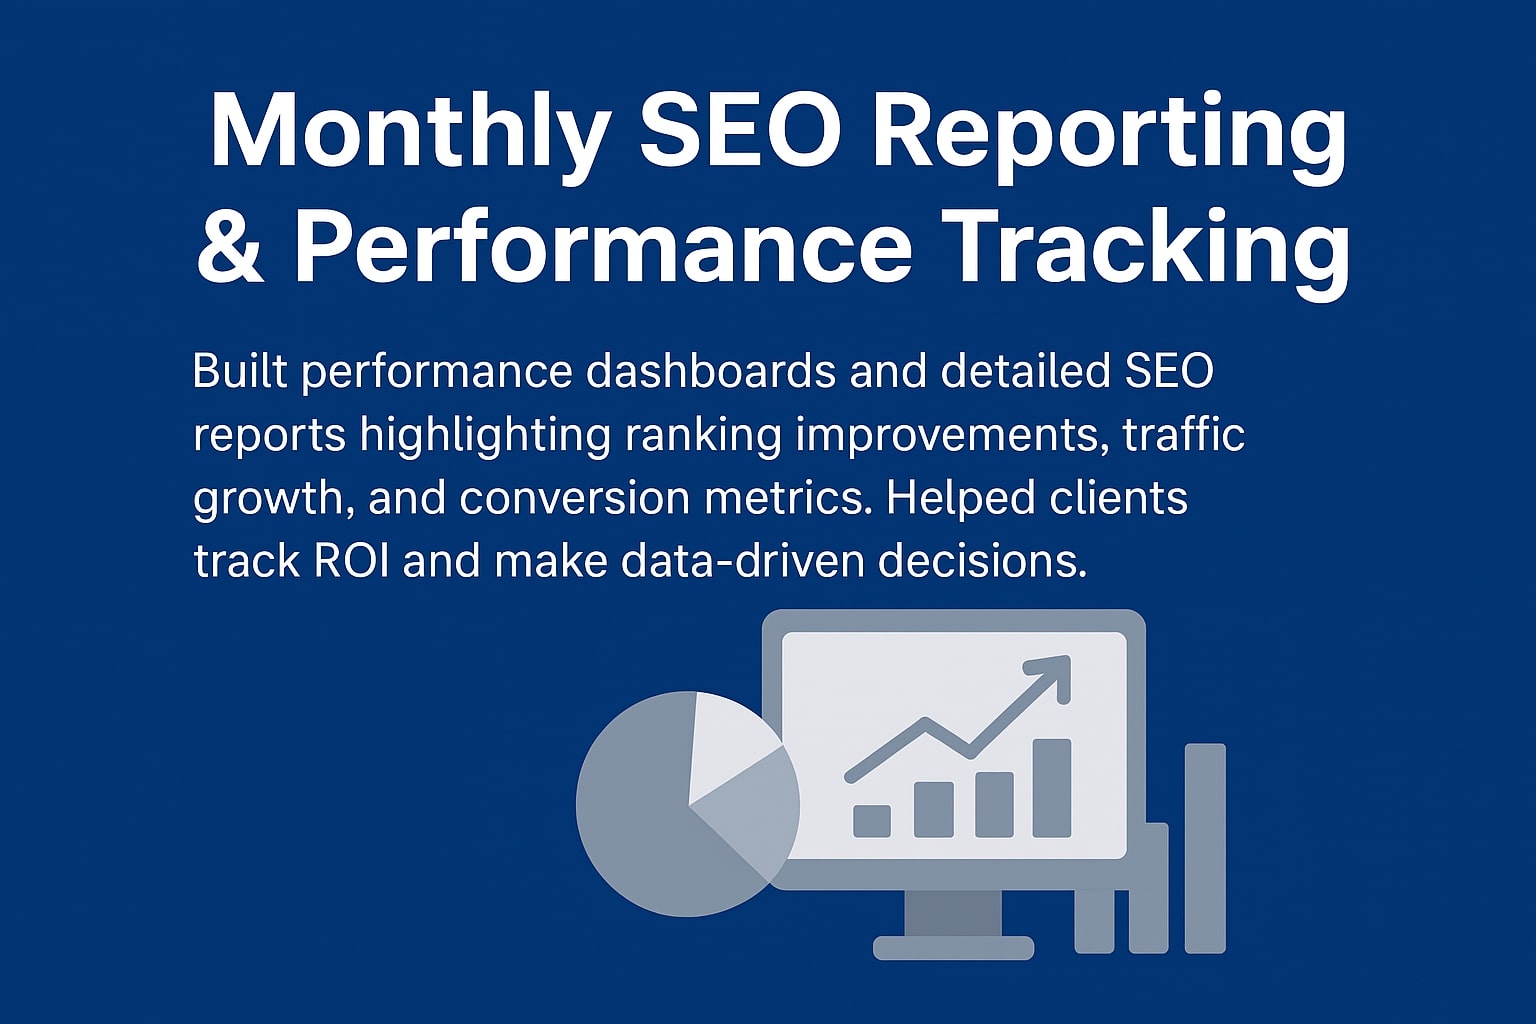 Monthly SEO Reporting
& Performance Tracking
Built performance dashboards and detailed SEO
reports highlighting ranking improvements, traffic
growth, and conversion metrics. Helped clients
track ROI and make data-driven decisions.